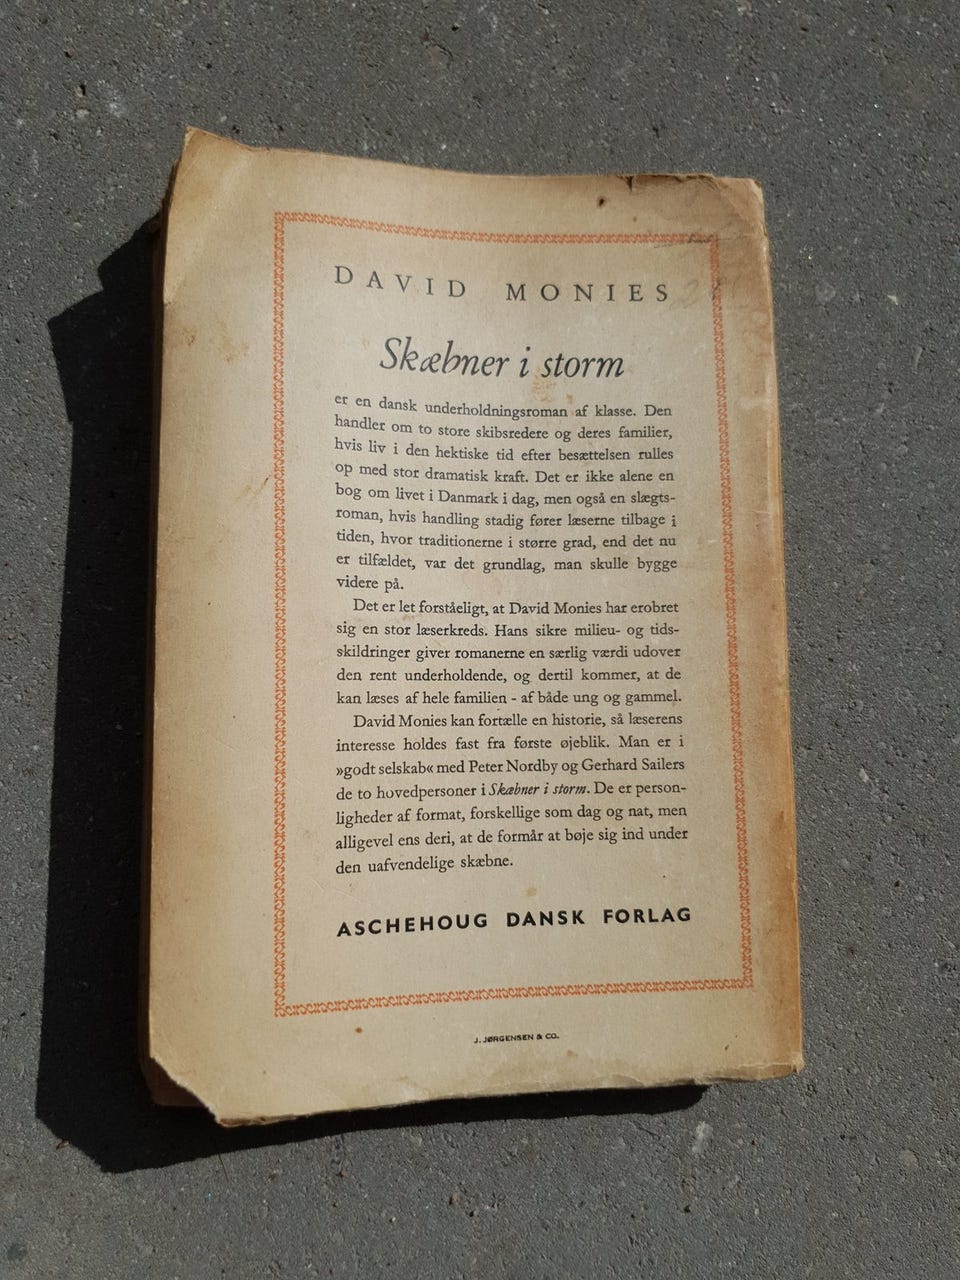 DAVID MONIES
Skæbner i storm
er en dansk underholdningsroman af klasse. Den
handler om to store skibsredere og deres familier,
hvis liv i den hektiske tid efter besættelsen rulles
op med stor dramatisk kraft. Det er ikke alene en
bog om livet i Danmark i dag, men også en slægts-
roman, hvis handling stadig fører læserne tilbage i
tiden, hvor traditionerne i større grad, end det nu
er tilfældet, var det grundlag, man skulle bygge
videre på.
Det er let forståeligt, at David Monies har erobret
sig en stor læserkreds. Hans sikre milieu- og tids-
skildringer giver romanerne en særlig værdi udover
den rent underholdende, og dertil kommer, at de
kan læses af hele familien - af både ung og gammel.
David Monies kan fortælle en historie, så læserens
interesse holdes fast fra første øjeblik. Man er i
»godt selskab« med Peter Nordby og Gerhard Sailers
de to hovedpersoner i Skæbner i storm. De er person-
ligheder af format, forskellige som dag og nat, men
alligevel ens deri, at de formår at bøje sig ind under
den uafvendelige skæbne.
ASCHEHOUG DANSK FORLAG
J. JØRGENSEN & CO.